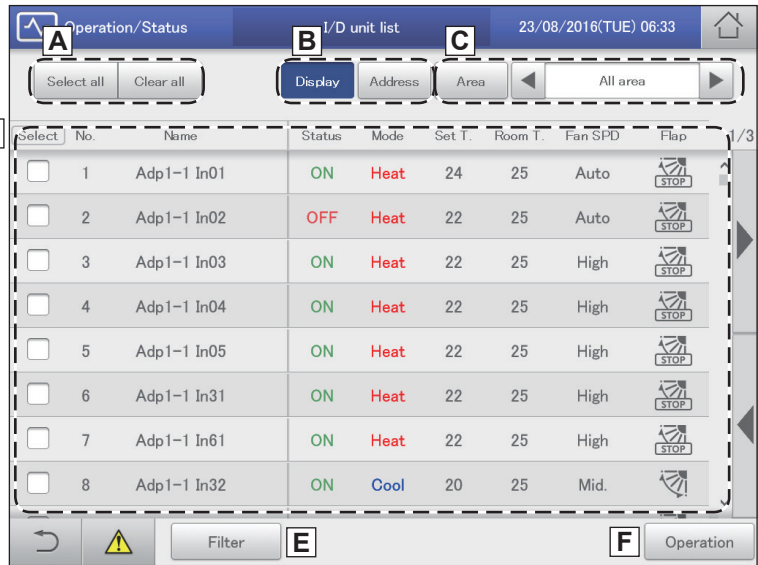 Operation/Status I/D unit list 23/08/2016(TUE) 06:33
A B C
Select all Clear all Display Address Area All area
Select No. Name Status Mode Set T. Room T. Fan SPD Flap 1/3
1 Adp1-1 In01 ON Heat 24 25 Auto STOP
2 Adp1-1 In02 OFF Heat 22 25 Auto STOP
3 Adp1-1 In03 ON Heat 22 25 High STOP
4 Adp1-1 In04 ON Heat 22 25 High STOP
5 Adp1-1 In05 ON Heat 22 25 High STOP
6 Adp1-1 In31 ON Heat 22 25 High STOP
7 Adp1-1 In61 ON Heat 22 25 High STOP
8 Adp1-1 In32 ON Cool 20 25 Mid.
Filter E F Operation